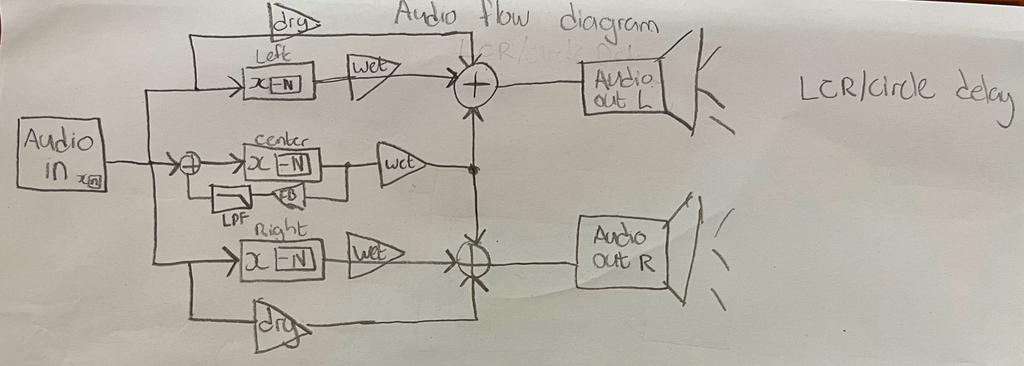 Audio flow diagram
LCR/circle delay
dry
Left
x[-N]
wet
Audio
out L
Audio
in x[n]
center
x[-N]
wet
FB
LPF
Right
x[-N]
wet
Audio
out R
dry